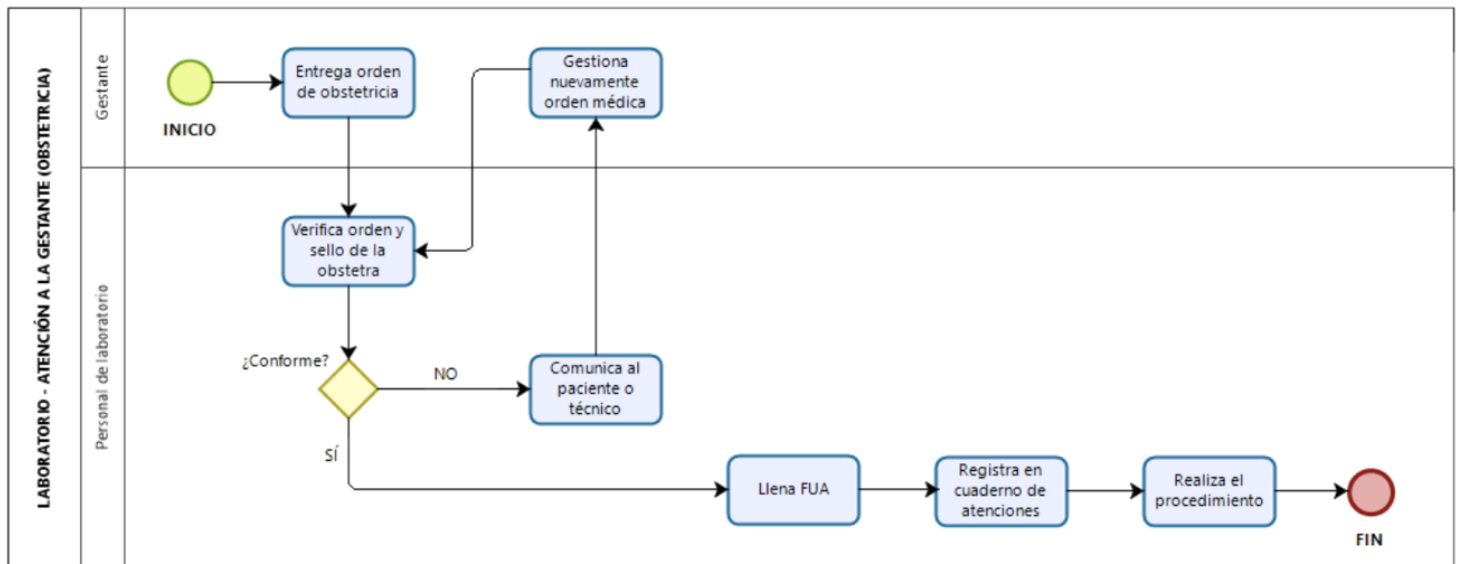 LABORATORIO - ATENCIÓN A LA GESTANTE (OBSTETRICIA)
Gestante
INICIO
Entrega orden
de obstetricia
Gestiona
nuevamente
orden médica
Personal de laboratorio
Verifica orden y
sello de la
obstetra
¿Conforme?
NO
Comunica al
paciente o
técnico
SÍ
Llena FUA
Registra en
cuaderno de
atenciones
Realiza el
procedimiento
FIN